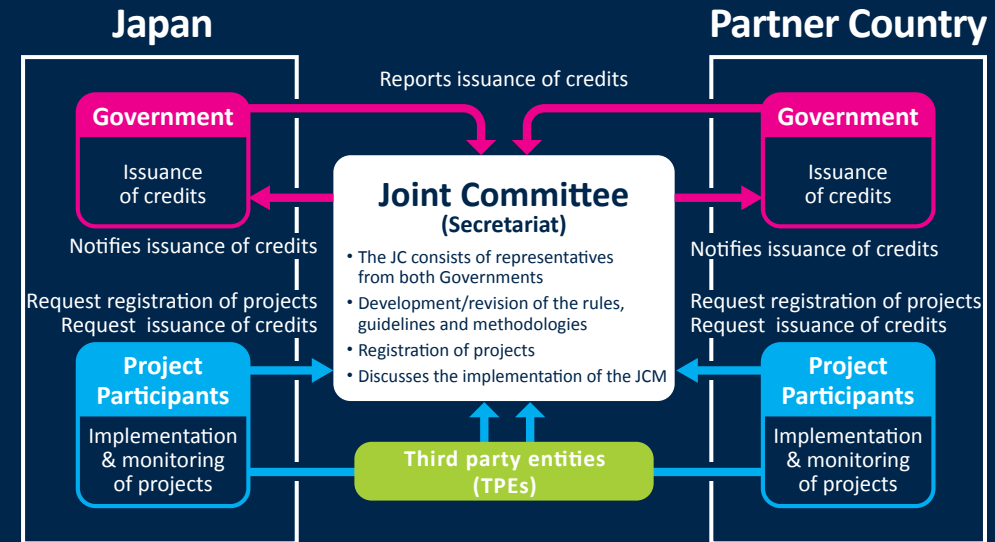 Japan
Partner Country
Reports issuance of credits
Government
Issuance
of credits
Notifies issuance of credits
Request registration of projects
Request issuance of credits
Project
Participants
Implementation
& monitoring
of projects
Joint Committee
(Secretariat)
• The JC consists of representatives
from both Governments
• Development/revision of the rules,
guidelines and methodologies
• Registration of projects
• Discusses the implementation of the JCM
Third party entities
(TPEs)
Government
Issuance
of credits
Notifies issuance of credits
Request registration of projects
Request issuance of credits
Project
Participants
Implementation
& monitoring
of projects